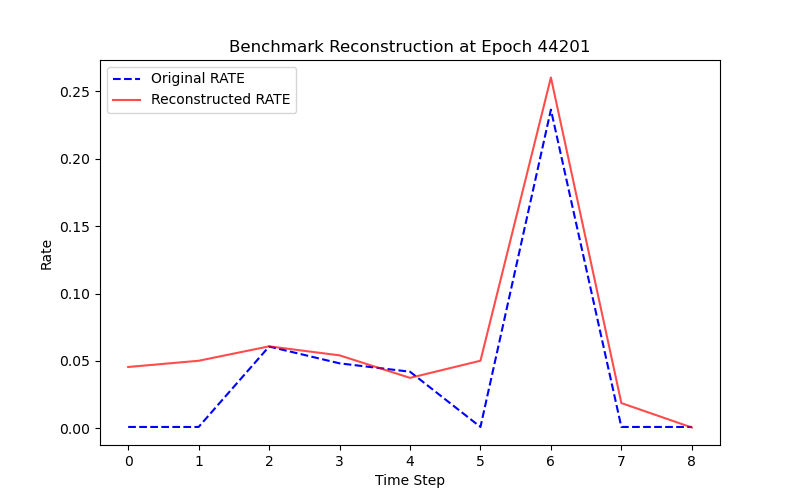 Benchmark Reconstruction at Epoch 44201
Original RATE
Reconstructed RATE
0.25
0.20
0.15
0.10
0.05
0.00
Rate
0 1 2 3 4 5 6 7 8
Time Step